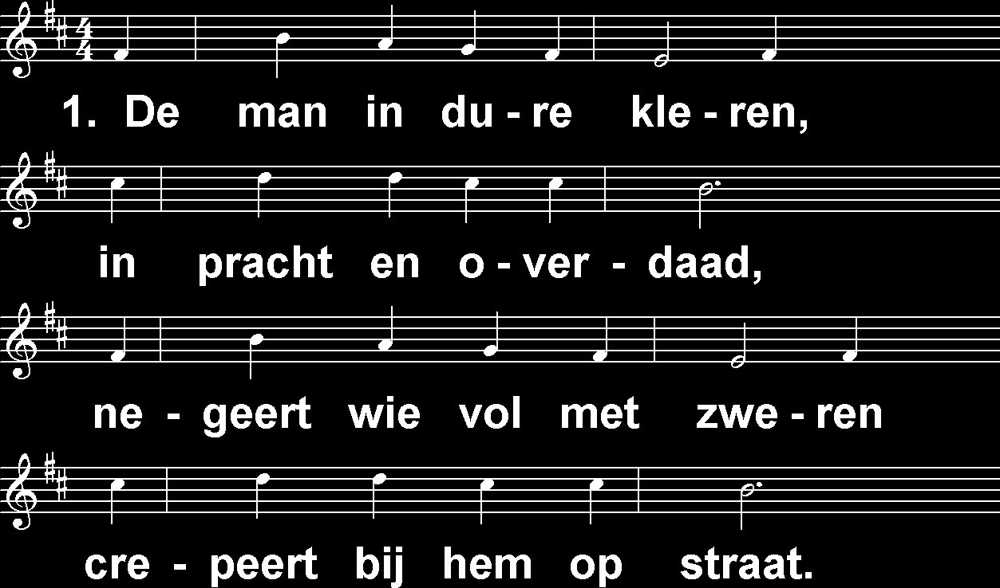 1. De man in du - re kle - ren,
in pracht en o - ver - daad,
ne - geert wie vol met zwe - ren
cre - peert bij hem op straat.